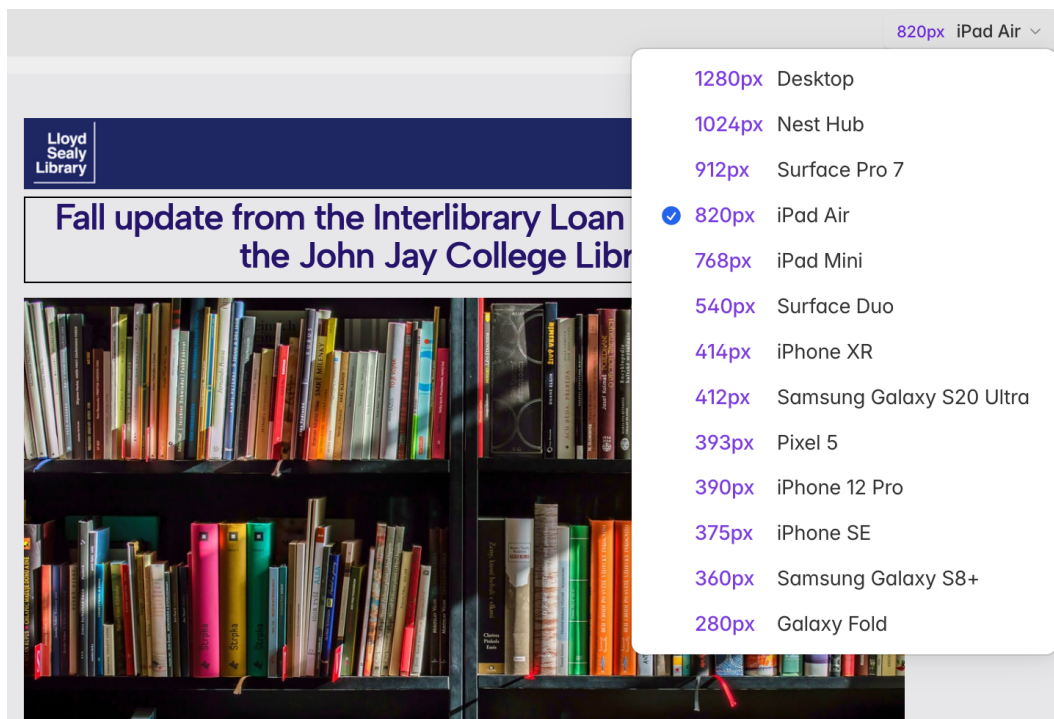 820px iPad Air
1280px Desktop
1024px Nest Hub
912px Surface Pro 7
820px iPad Air
768px iPad Mini
540px Surface Duo
414px iPhone XR
412px Samsung Galaxy S20 Ultra
393px Pixel 5
390px iPhone 12 Pro
375px iPhone SE
360px Samsung Galaxy S8+
280px Galaxy Fold
Lloyd
Sealy
Library
Fall update from the Interlibrary Loan
the John Jay College